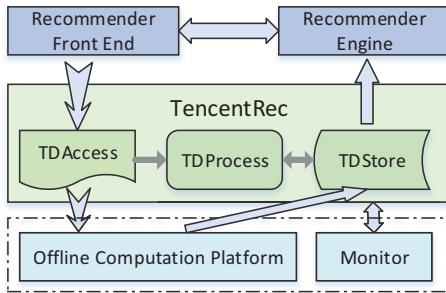 Recommender
Front End
Recommender
Engine
TencentRec
TDAccess
TDProcess
TDStore
Offline Computation Platform
Monitor